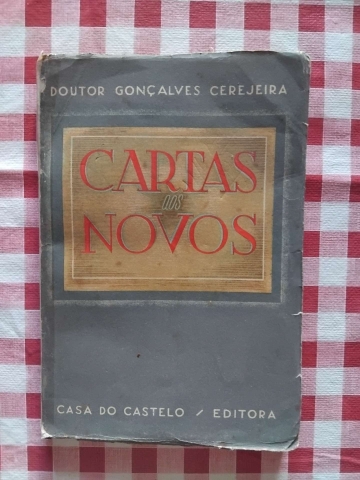 DOUTOR GONÇALVES CEREJEIRA
CARTAS
AOS
NOVOS
CASA DO CASTELO / EDITORA